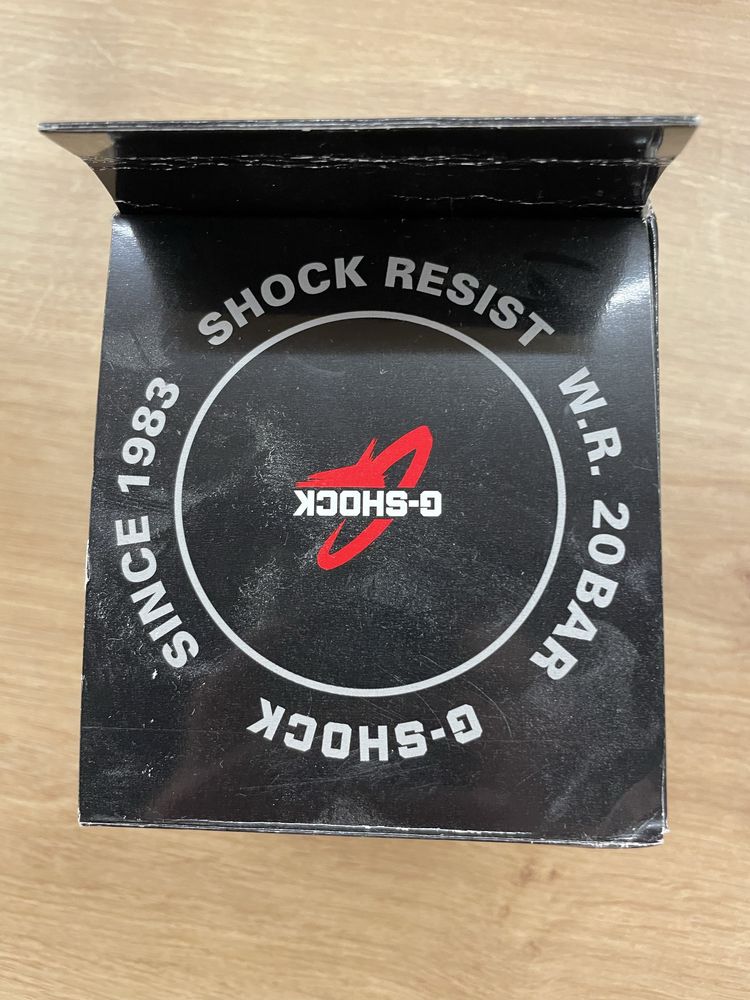 SHOCK RESIST
W.R. 20BAR
G-SHOCK
SINCE 1983
G-SHOCK